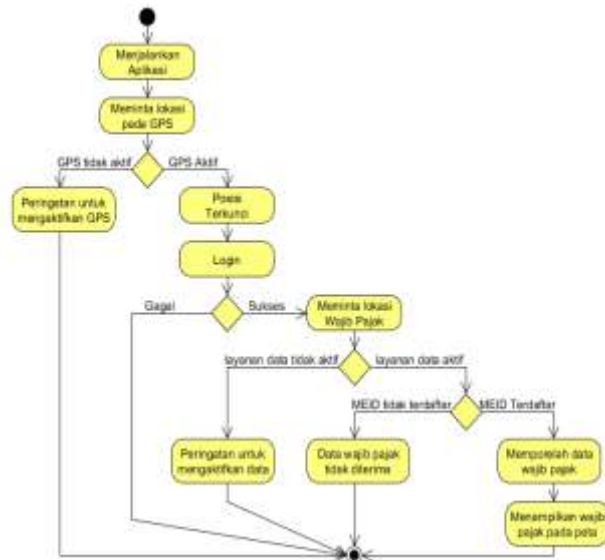 Menjalankan
Aplikasi
Meminta lokasi
pada GPS
GPS tidak aktif
GPS Aktif
Peringatan untuk
mengaktifkan GPS
Posisi
Terkunci
Login
Gagal
Sukses
Meminta lokasi
Wajib Pajak
layanan data tidak aktif
layanan data aktif
MEID tidak terdaftar
MEID Terdaftar
Peringatan untuk
mengaktifkan data
Data wajib pajak
tidak diterima
Memporelah data
wajib pajak
Menampilkan wajib
pajak pada peta